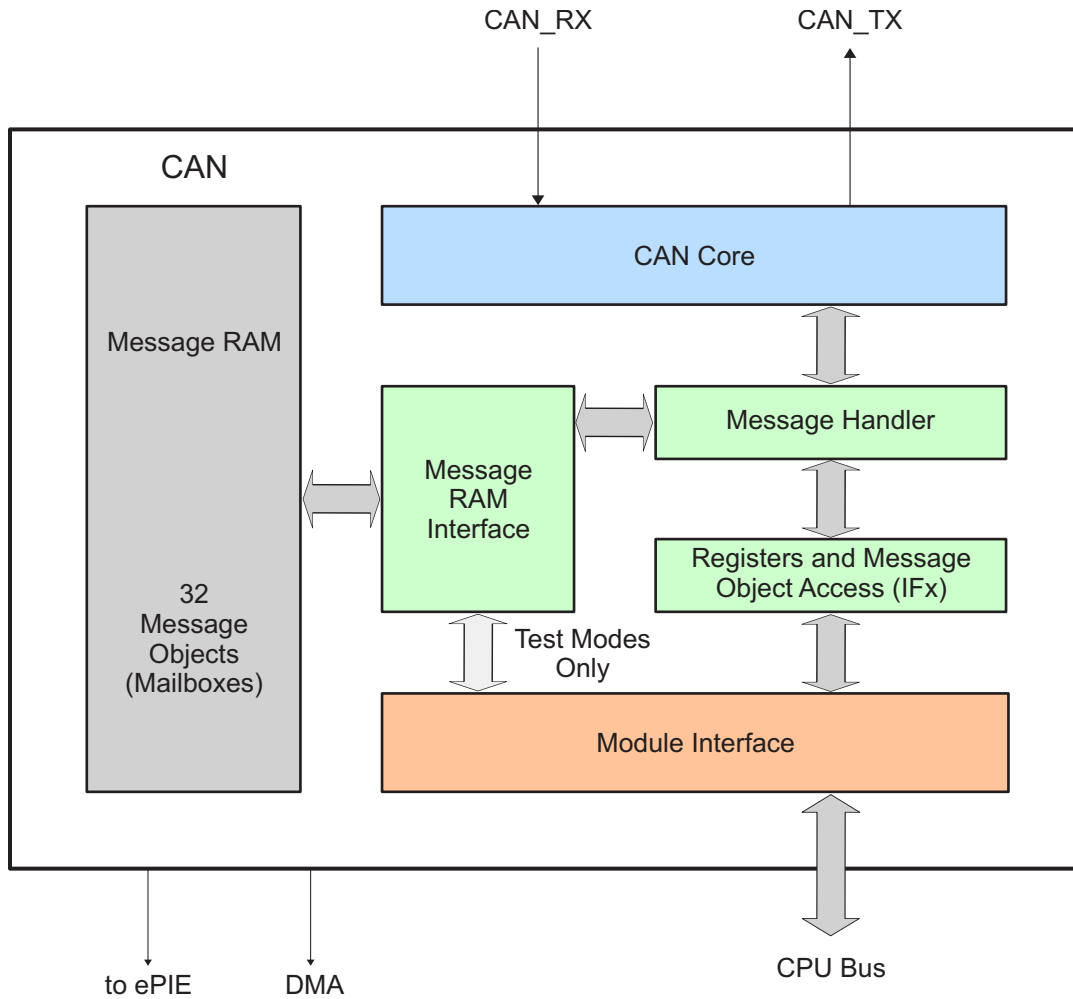 CAN_RX
CAN_TX
CAN
CAN Core
Message RAM
Message Handler
Message
RAM
Interface
Registers and Message
Object Access (IFx)
32
Message
Objects
(Mailboxes)
Test Modes
Only
Module Interface
CPU Bus
to ePIE
DMA